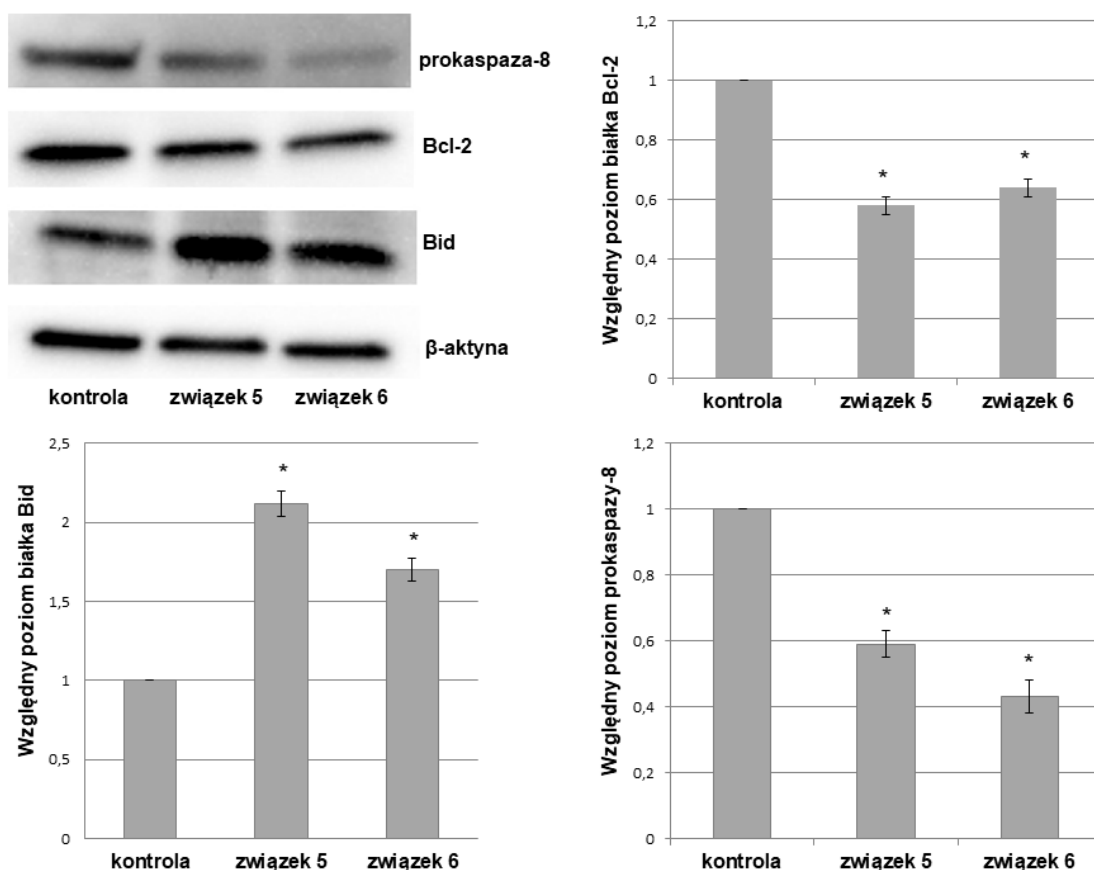 prokaspaza-8
Bcl-2
Bid
β-aktyna
kontrola związek 5 związek 6
Względny poziom białka Bcl-2
1,2
1
0,8
0,6
0,4
0,2
0
*
*
kontrola związek 5 związek 6
Względny poziom białka Bid
2,5
2
1,5
1
0,5
0
*
*
kontrola związek 5 związek 6
Względny poziom prokaspazy-8
1,2
1
0,8
0,6
0,4
0,2
0
*
*
kontrola związek 5 związek 6